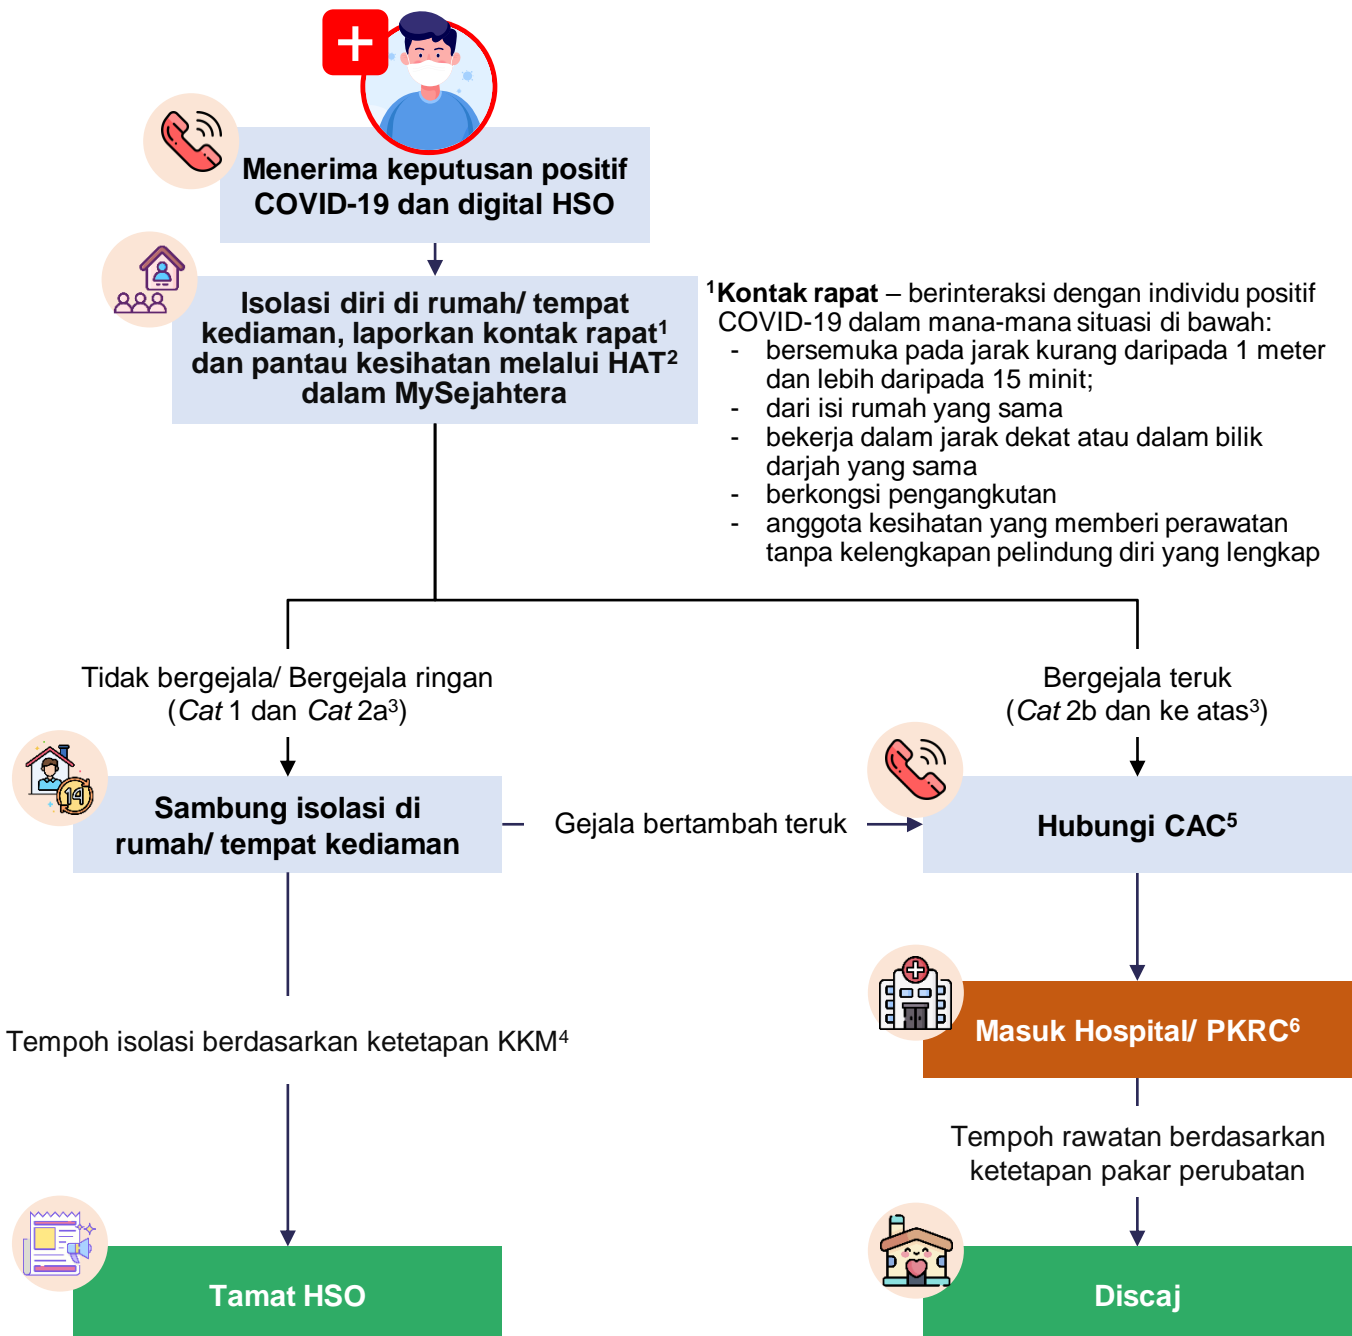 Menerima keputusan positif
COVID-19 dan digital HSO
Isolasi diri di rumah/ tempat
kediaman, laporkan kontak rapat¹
dan pantau kesihatan melalui HAT²
dalam MySejahtera
¹Kontak rapat – berinteraksi dengan individu positif
COVID-19 dalam mana-mana situasi di bawah:
- bersemuka pada jarak kurang daripada 1 meter
dan lebih daripada 15 minit;
- dari isi rumah yang sama
- bekerja dalam jarak dekat atau dalam bilik
darjah yang sama
- berkongsi pengangkutan
- anggota kesihatan yang memberi perawatan
tanpa kelengkapan pelindung diri yang lengkap
Tidak bergejala/ Bergejala ringan
(Cat 1 dan Cat 2a³)
Bergejala teruk
(Cat 2b dan ke atas³)
14
Sambung isolasi di
rumah/ tempat kediaman
Gejala bertambah teruk
Hubungi CAC⁵
Tempoh isolasi berdasarkan ketetapan KKM⁴
Masuk Hospital/ PKRC⁶
Tempoh rawatan berdasarkan
ketetapan pakar perubatan
Tamat HSO
Discaj